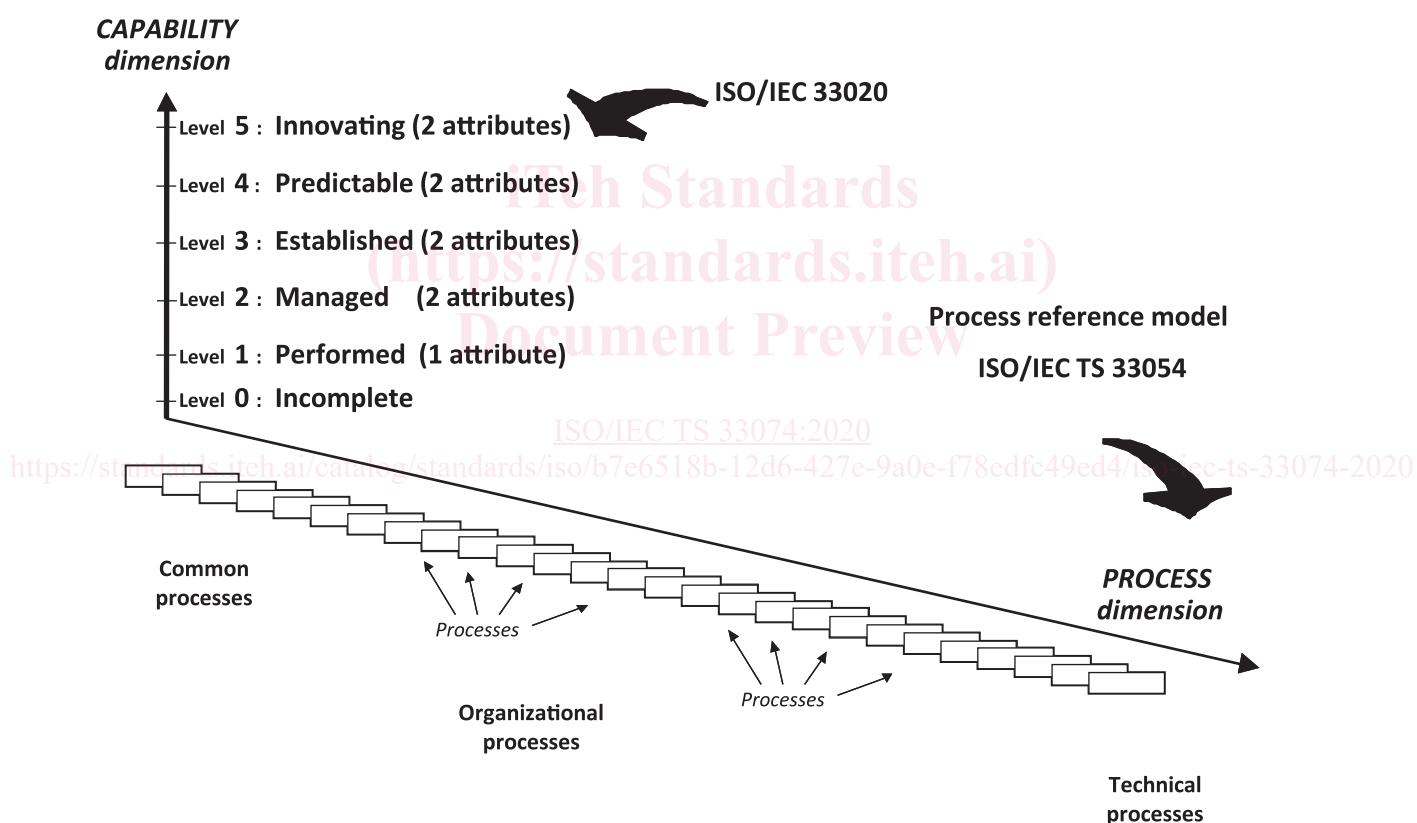 CAPABILITY
dimension
ISO/IEC 33020
Level 5 : Innovating (2 attributes)
Level 4 : Predictable (2 attributes)
Level 3 : Established (2 attributes)
Level 2 : Managed (2 attributes)
Level 1 : Performed (1 attribute)
Level 0 : Incomplete
iTeh Standards
(https://standards.iteh.ai)
Document Preview
Process reference model
ISO/IEC TS 33054
ISO/IEC TS 33074:2020
https://standards.iteh.ai/catalog/standards/iso/b7e6518b-12d6-427e-9a0e-f78edfc49ed4/iso-iec-ts-33074-2020
Common
processes
Processes
PROCESS
dimension
Organizational
processes
Processes
Technical
processes